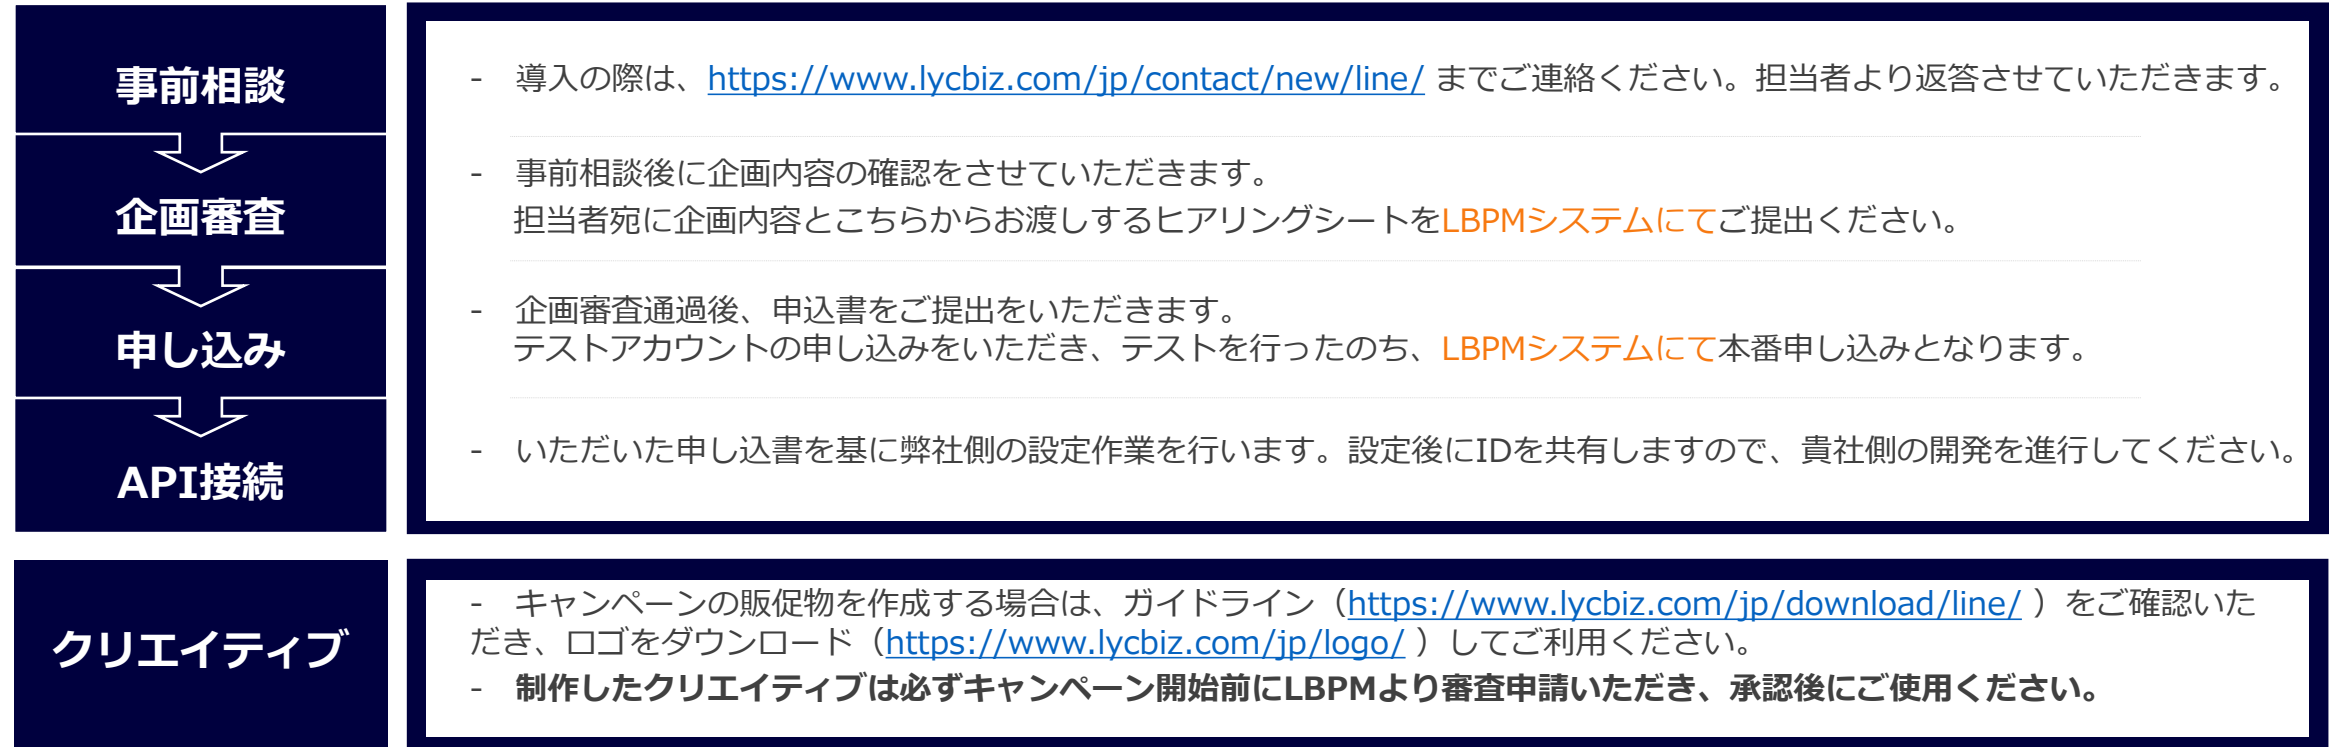 事前相談
- 導入の際は、https://www.lycbiz.com/jp/contact/new/line/ までご連絡ください。担当者より返答させていただきます。
企画審査
- 事前相談後に企画内容の確認をさせていただきます。
担当者宛に企画内容とこちらからお渡しするヒアリングシートをLBPMシステムにてご提出ください。
申し込み
- 企画審査通過後、申込書をご提出をいただきます。
テストアカウントの申し込みをいただき、テストを行ったのち、LBPMシステムにて本番申し込みとなります。
API接続
- いただいた申し込書を基に弊社側の設定作業を行います。設定後にIDを共有しますので、貴社側の開発を進行してください。
クリエイティブ
- キャンペーンの販促物を作成する場合は、ガイドライン（https://www.lycbiz.com/jp/download/line/ ）をご確認いた
だき、ロゴをダウンロード（https://www.lycbiz.com/jp/logo/ ）してご利用ください。
- 制作したクリエイティブは必ずキャンペーン開始前にLBPMより審査申請いただき、承認後にご使用ください。